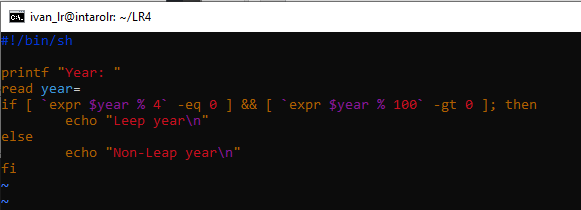 ivan_lr@intarolr: ~/LR4
#!/bin/sh
printf "Year: "
read year=
if [ `expr $year % 4` -eq 0 ] && [ `expr $year % 100` -gt 0 ]; then
echo "Leep year\n"
else
echo "Non-Leap year\n"
fi
~
~